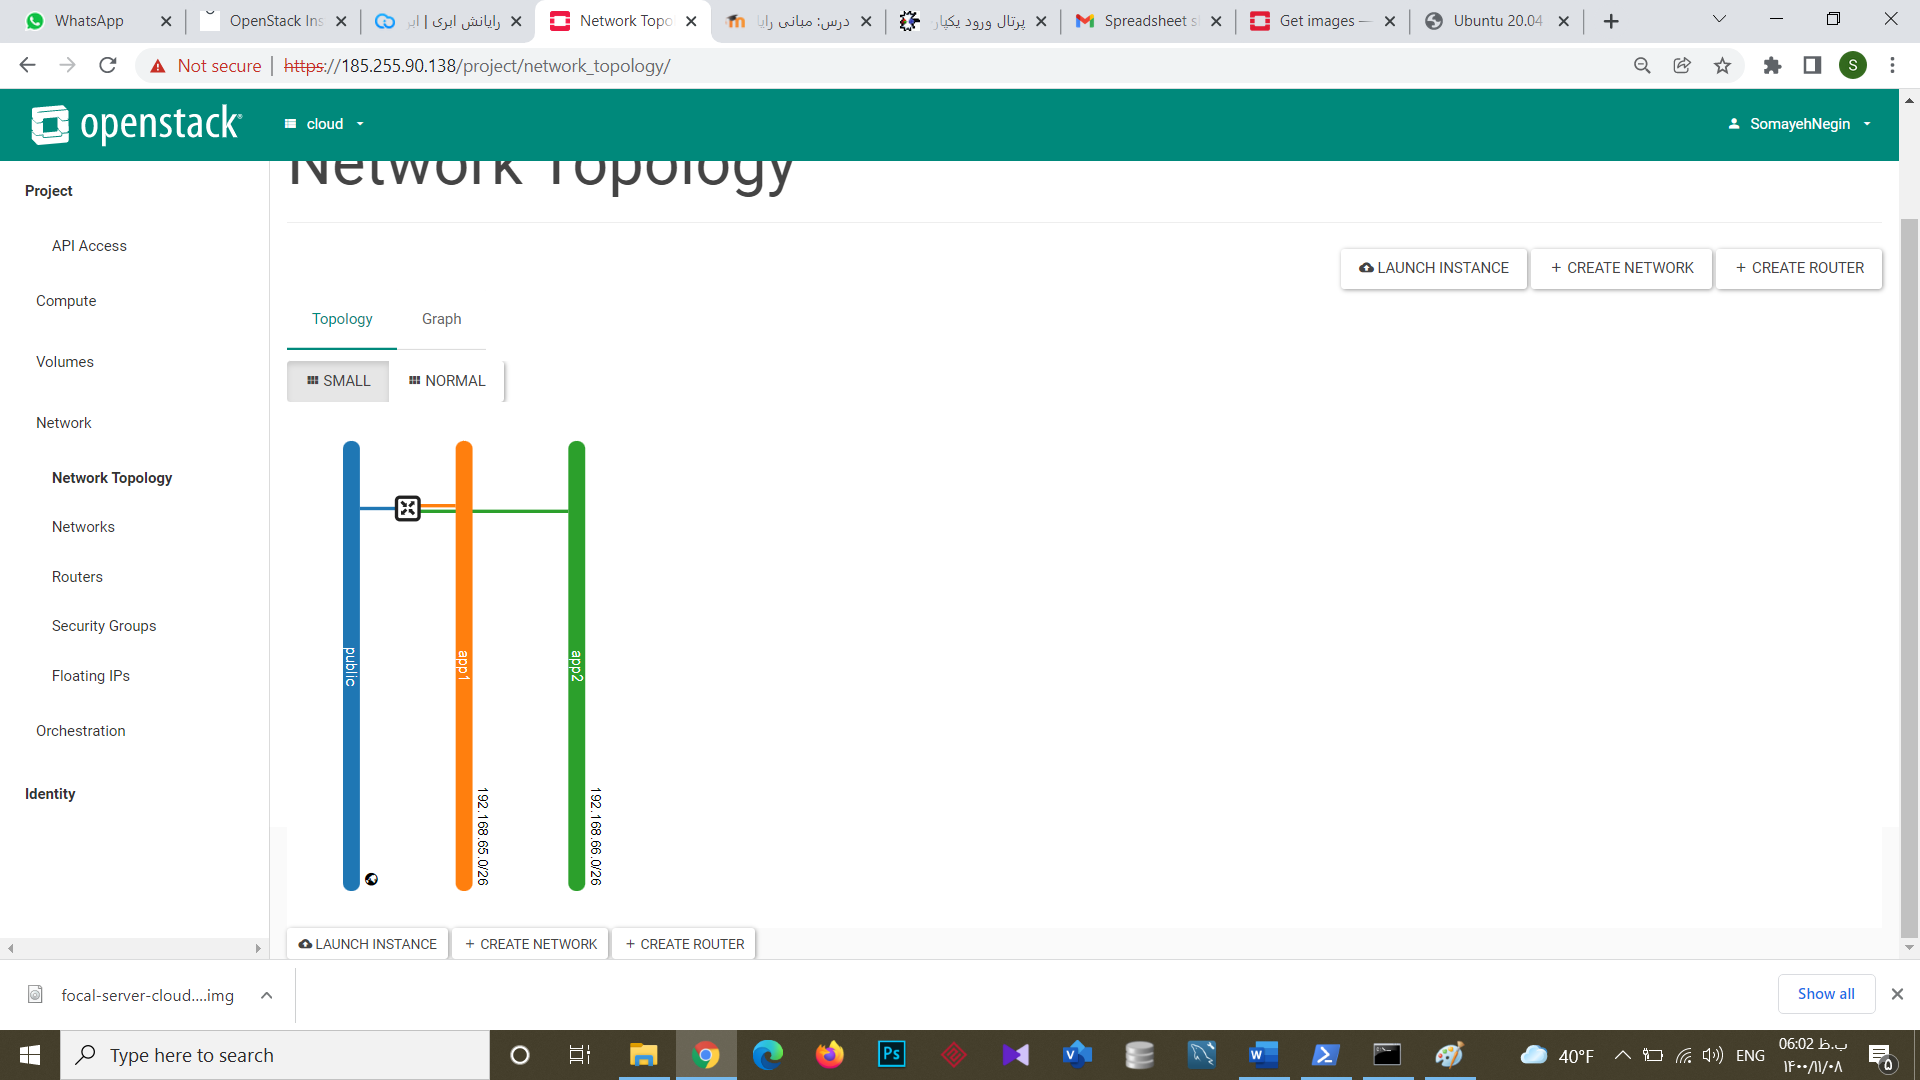 WhatsApp
OpenStack Ins
رایانش ابری | ابر
Network Topo
درس: مبانی رایا
پرتال ورود یکپار
Spreadsheet s
Get images —
Ubuntu 20.04
Not secure | https://185.255.90.138/project/network_topology/
S
openstack
cloud
SomayehNegin
Network Topology
Project
API Access
Compute
Volumes
Network
Network Topology
Networks
Routers
Security Groups
Floating IPs
Orchestration
Identity
LAUNCH INSTANCE
+ CREATE NETWORK
+ CREATE ROUTER
Topology
Graph
SMALL
NORMAL
public
app1
192.168.65.0/26
app2
192.168.66.0/26
LAUNCH INSTANCE
+ CREATE NETWORK
+ CREATE ROUTER
focal-server-cloud....img
Show all
Type here to search
Ps
40°F
ENG
06:02 ب.ظ
۱۴۰۰/۱۱/۰۸
۵